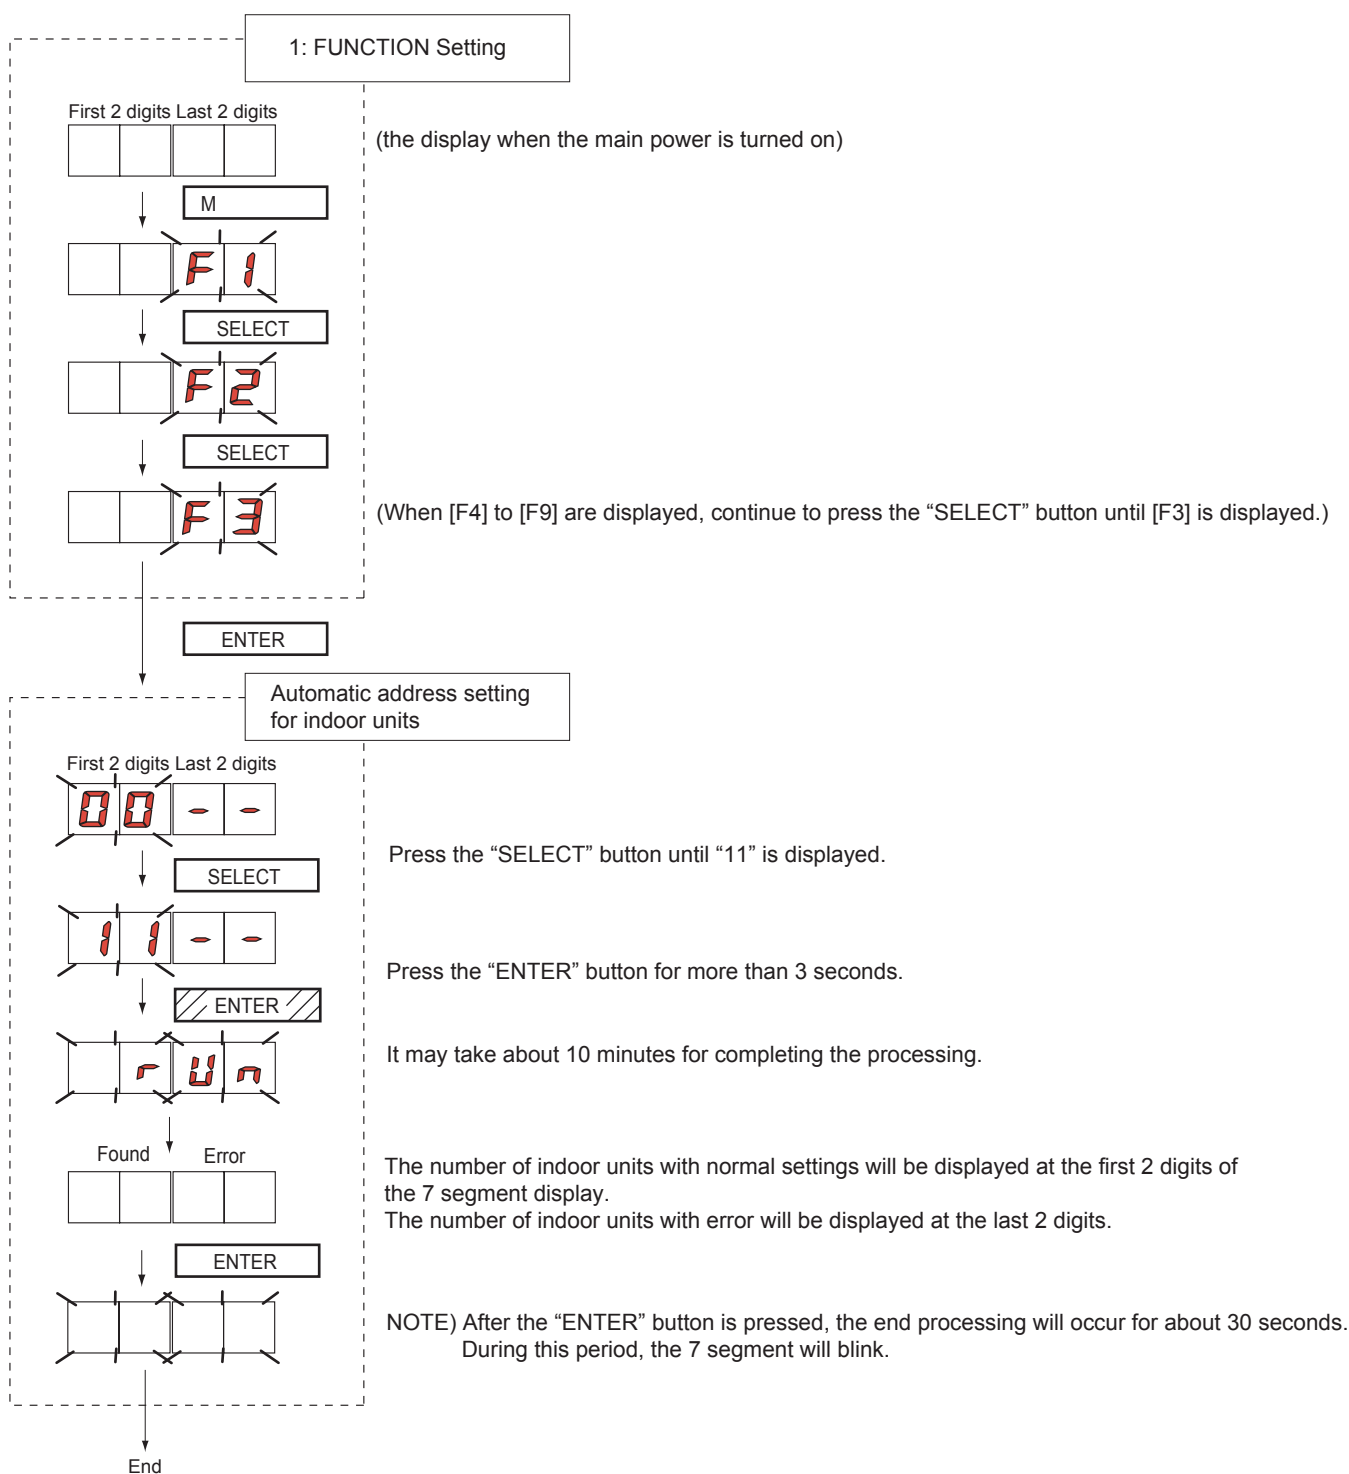 1: FUNCTION Setting
First 2 digits Last 2 digits
(the display when the main power is turned on)
M
F1
SELECT
F2
SELECT
F3
(When [F4] to [F9] are displayed, continue to press the “SELECT” button until [F3] is displayed.)
ENTER
Automatic address setting
for indoor units
First 2 digits Last 2 digits
00--
Press the “SELECT” button until “11” is displayed.
SELECT
11--
Press the “ENTER” button for more than 3 seconds.
ENTER
It may take about 10 minutes for completing the processing.
rUn
Found Error
The number of indoor units with normal settings will be displayed at the first 2 digits of
the 7 segment display.
The number of indoor units with error will be displayed at the last 2 digits.
ENTER
NOTE) After the “ENTER” button is pressed, the end processing will occur for about 30 seconds.
During this period, the 7 segment will blink.
End